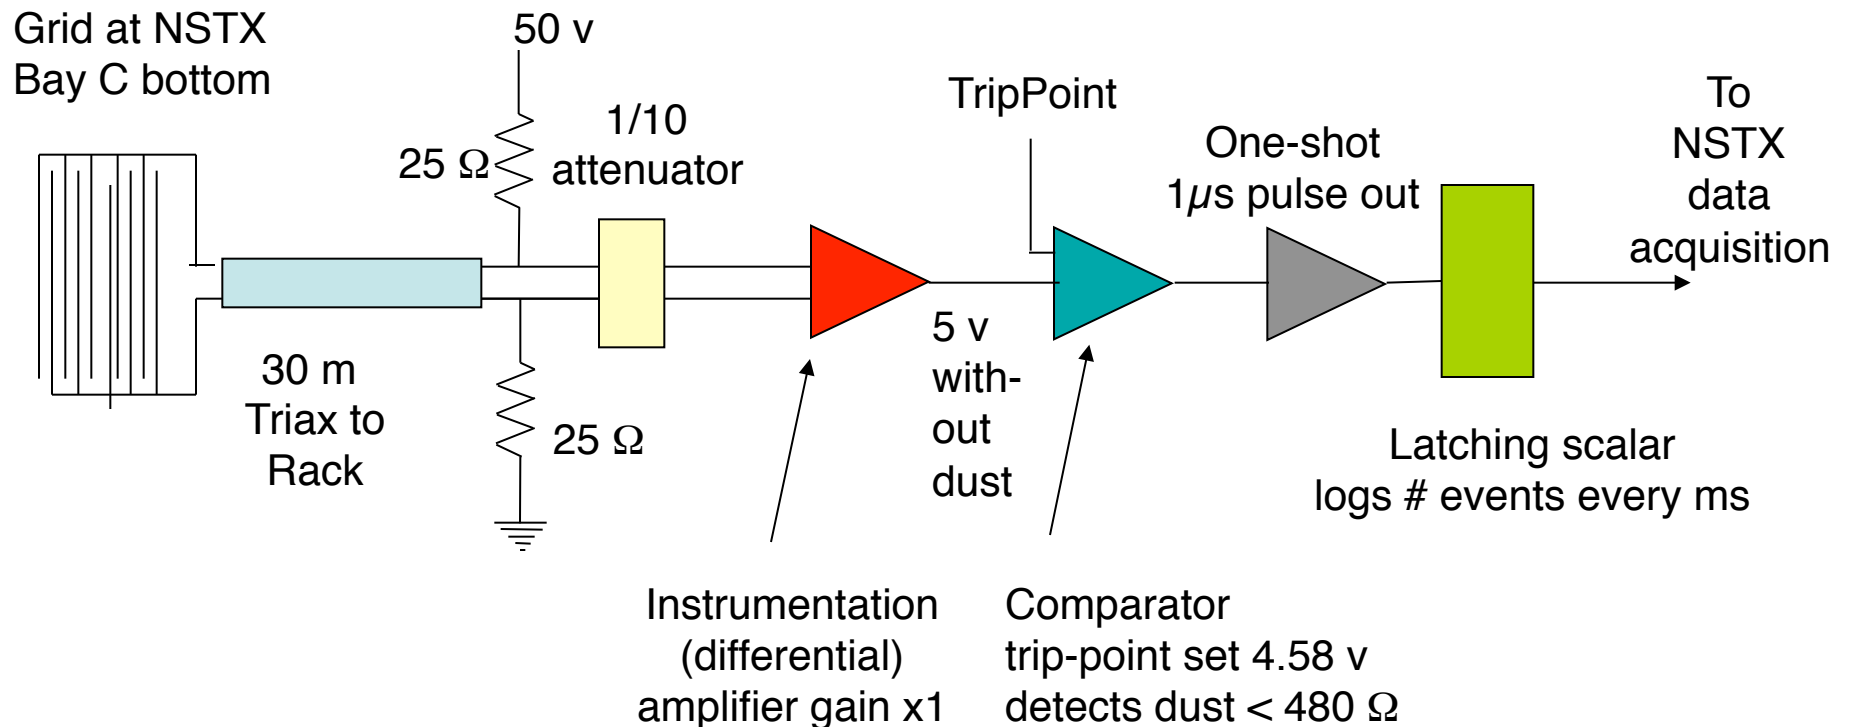 Grid at NSTX
Bay C bottom
50 v
25 Ω
1/10
attenuator
TripPoint
One-shot
1µs pulse out
To
NSTX
data
acquisition
30 m
Triax to
Rack
25 Ω
5 v
with-
out
dust
Latching scalar
logs # events every ms
Instrumentation
(differential)
amplifier gain x1
Comparator
trip-point set 4.58 v
detects dust < 480 Ω